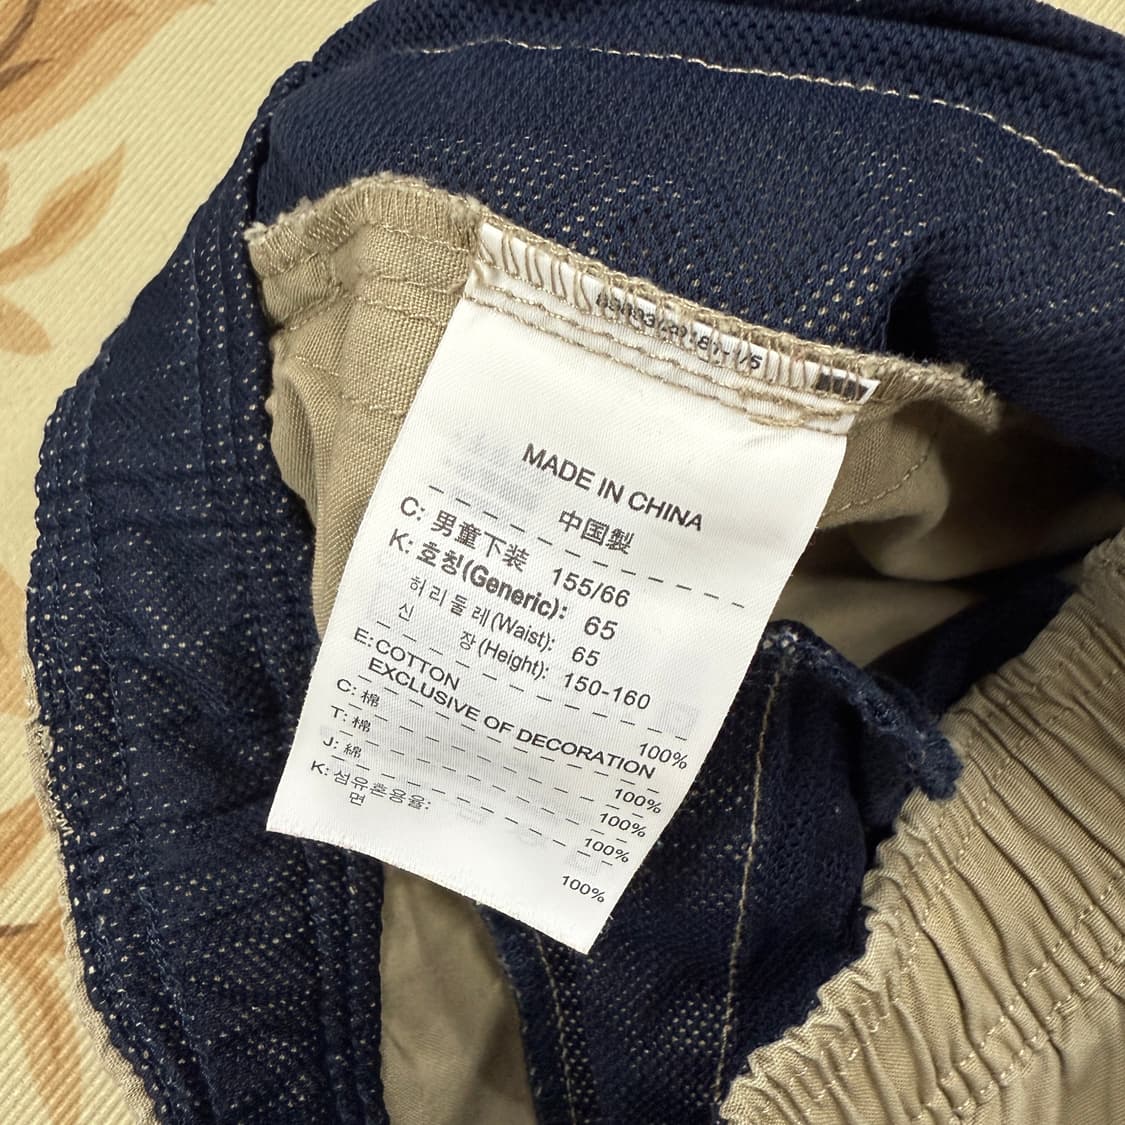 MADE IN CHINA
中国製
C: 男童下装 155/66
K: 호칭(Generic): 65
허리둘레(Waist): 65
신 장(Height): 150-160
E: COTTON 100%
EXCLUSIVE OF DECORATION
C: 棉 100%
T: 棉 100%
J: 綿 100%
K: 섬유혼용율:
면 100%